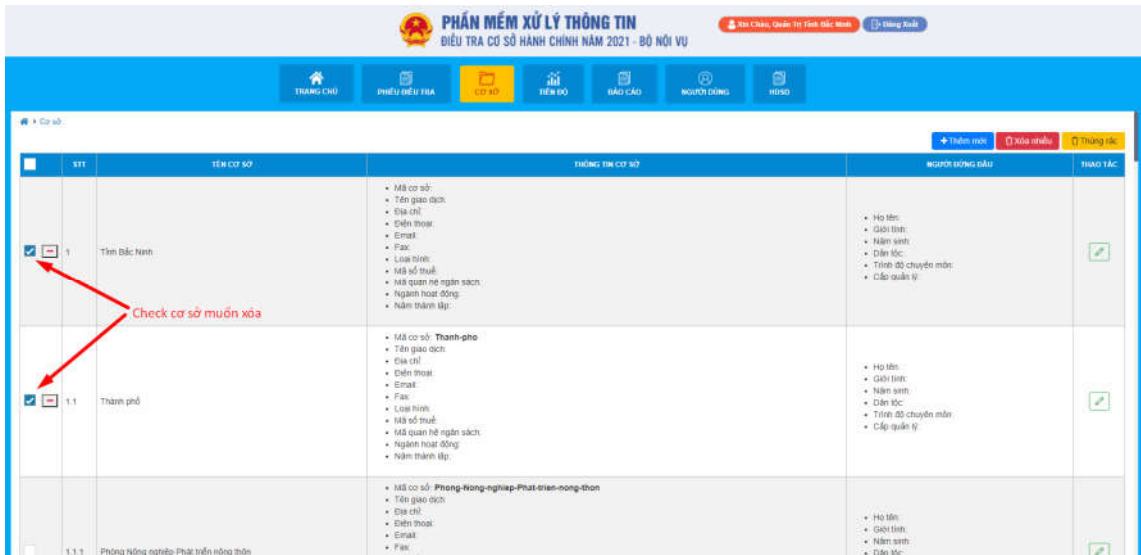 PHẦN MỀM XỬ LÝ THÔNG TIN
ĐIỀU TRA CƠ SỞ HÀNH CHÍNH NĂM 2021 - BỘ NỘI VỤ
Xin Chào, Quản Trị Tỉnh Bắc Ninh
Đăng Xuất
TRANG CHỦ
PHIẾU ĐIỀU TRA
CƠ SỞ
TIẾN ĐỘ
BÁO CÁO
NGƯỜI DÙNG
HDSD
Cơ sở
+ Thêm mới
Xóa nhiều
Thùng rác
STT
TÊN CƠ SỞ
THÔNG TIN CƠ SỞ
NGƯỜI ĐỨNG ĐẦU
THAO TÁC
1
Tỉnh Bắc Ninh
Mã cơ sở:
Tên giao dịch:
Địa chỉ:
Điện thoại:
Email:
Fax:
Loại hình:
Mã số thuế:
Mã quan hệ ngân sách:
Ngành hoạt động:
Năm thành lập:
Họ tên:
Giới tính:
Năm sinh:
Dân tộc:
Trình độ chuyên môn:
Cấp quản lý:
Check cơ sở muốn xóa
1.1
Thành phố
Mã cơ sở: Thanh-pho
Tên giao dịch:
Địa chỉ:
Điện thoại:
Email:
Fax:
Loại hình:
Mã số thuế:
Mã quan hệ ngân sách:
Ngành hoạt động:
Năm thành lập:
Họ tên:
Giới tính:
Năm sinh:
Dân tộc:
Trình độ chuyên môn:
Cấp quản lý:
1.1.1
Phòng Nông nghiệp Phát triển nông thôn
Mã cơ sở: Phong-Nong-nghiep-Phat-trien-nong-thon
Tên giao dịch:
Địa chỉ:
Điện thoại:
Email:
Fax:
Họ tên:
Giới tính:
Năm sinh:
Dân tộc: